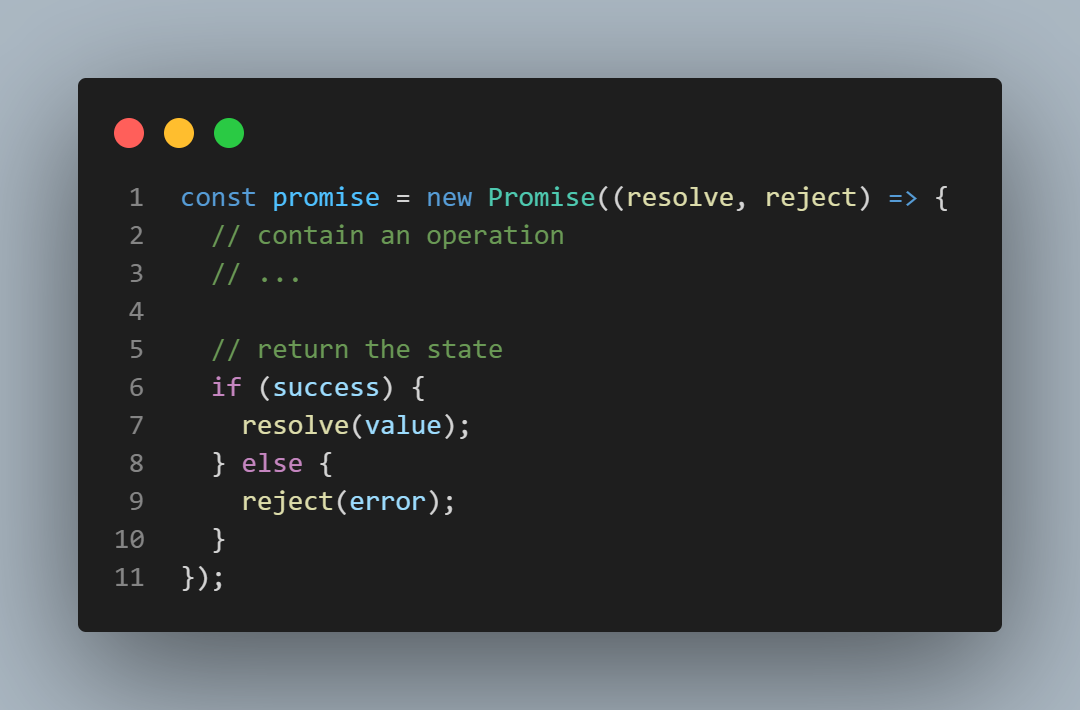 1 const promise = new Promise((resolve, reject) => {
2   // contain an operation
3   // ...
4
5   // return the state
6   if (success) {
7     resolve(value);
8   } else {
9     reject(error);
10   }
11 });